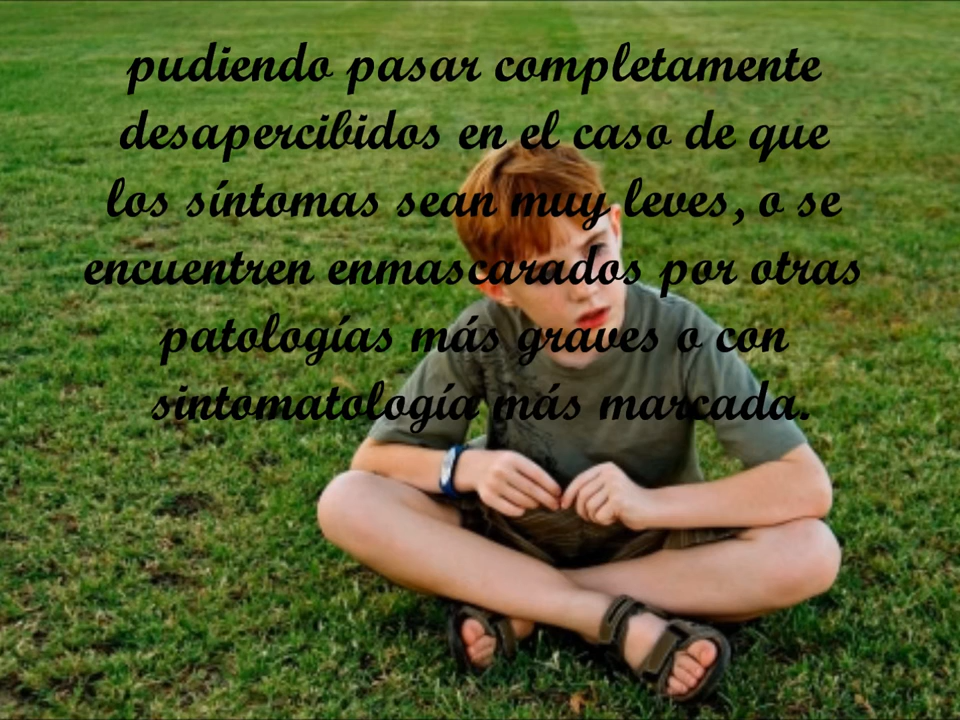 pudiendo pasar completamente
desapercibidos en el caso de que
los síntomas sean muy leves, o se
encuentren enmascarados por otras
patologías más graves o con
sintomatología más marcada.